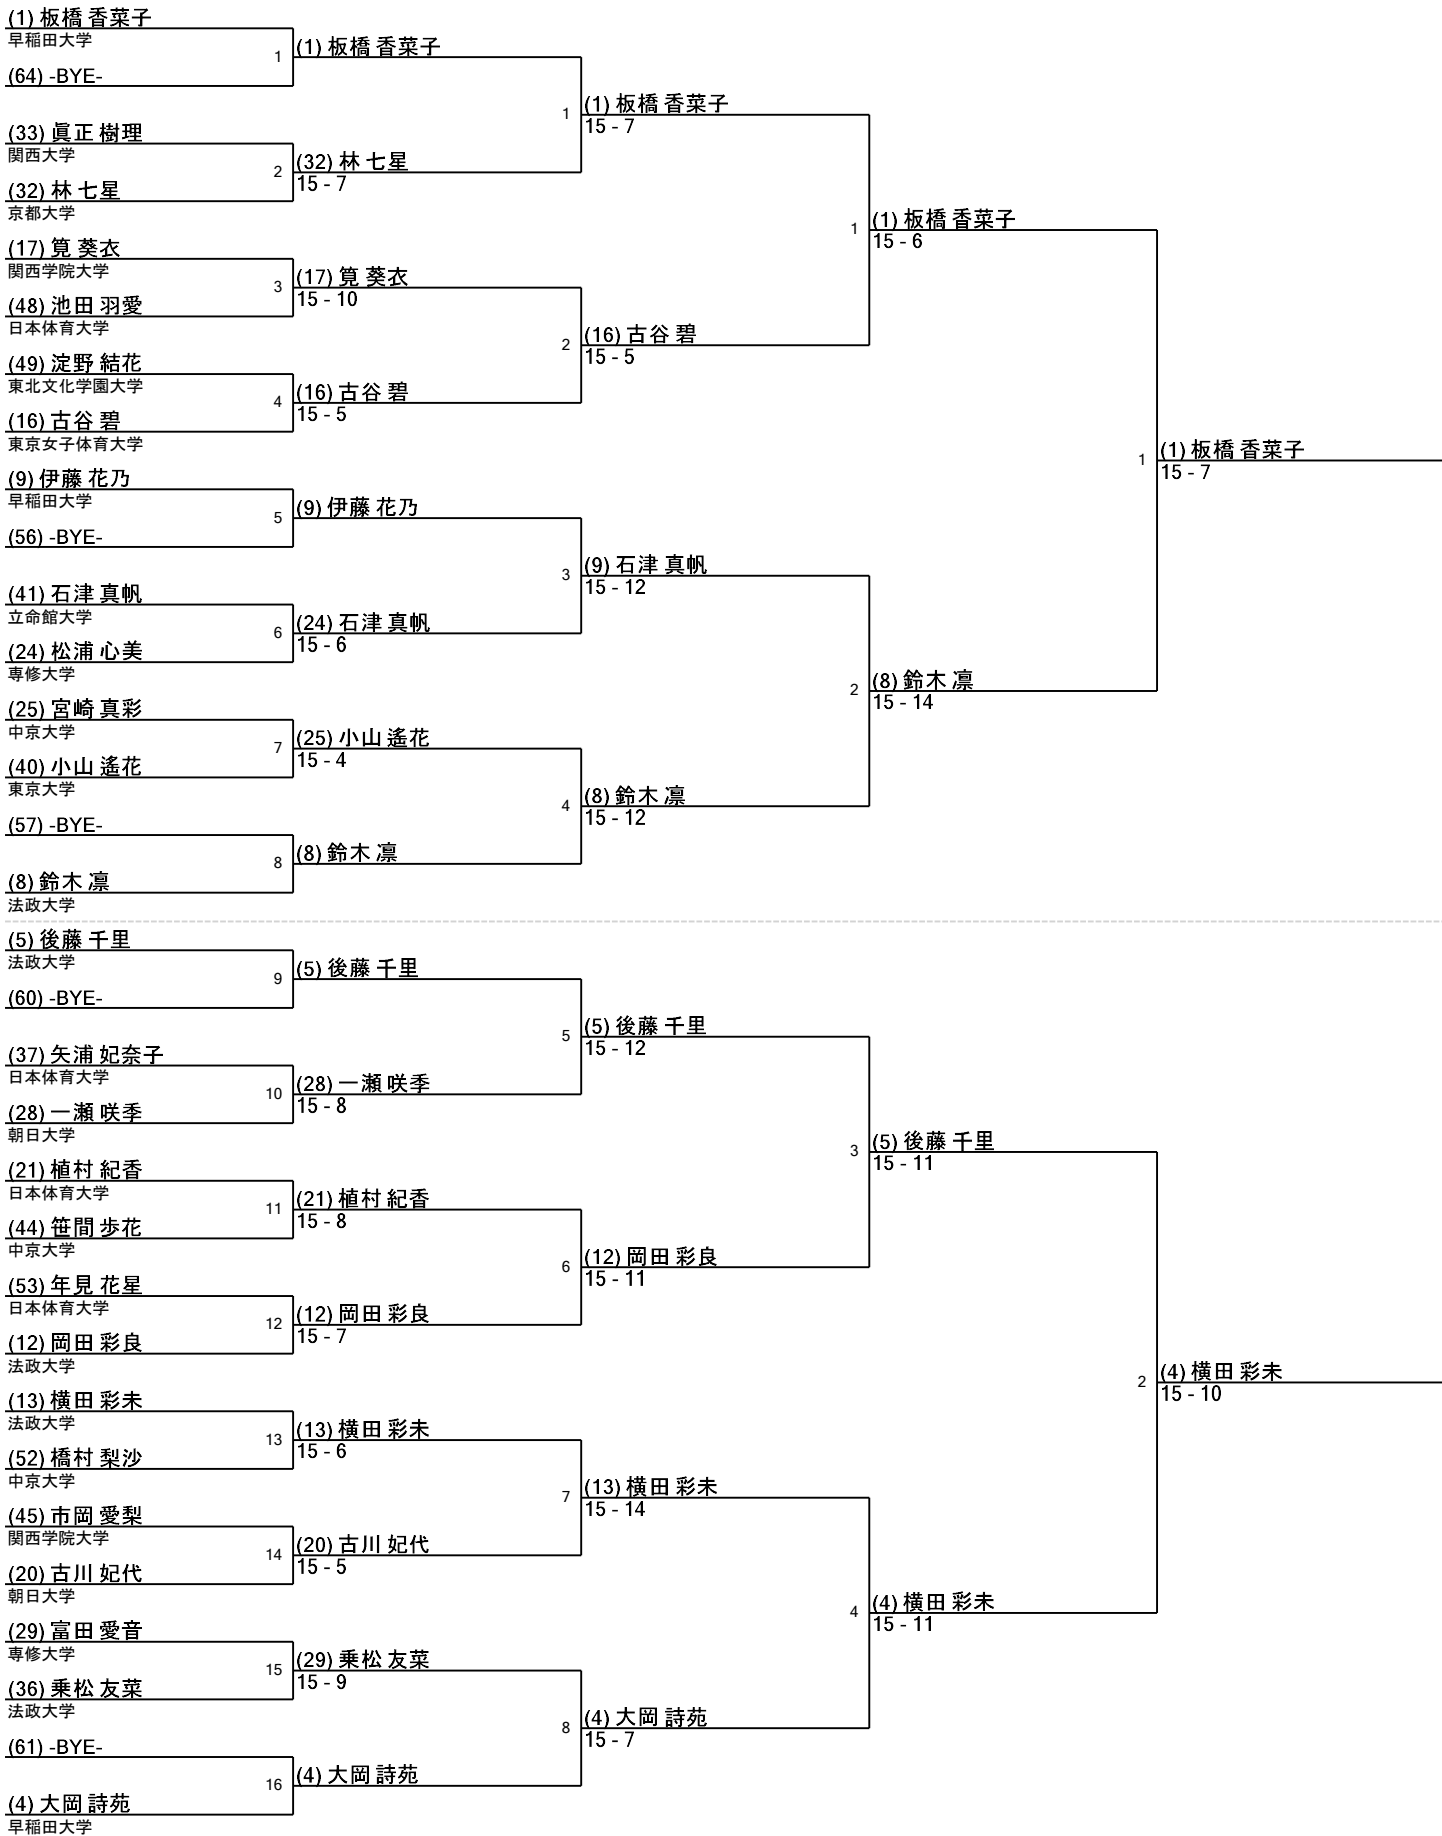 (1) 板橋 香菜子
早稲田大学
1
(64) -BYE-
(1) 板橋 香菜子
(33) 眞正 樹理
関西大学
2
(32) 林 七星
京都大学
(32) 林 七星
15 - 7
1
(1) 板橋 香菜子
15 - 7
(17) 筧 葵衣
関西学院大学
3
(48) 池田 羽愛
日本体育大学
(17) 筧 葵衣
15 - 10
(49) 淀野 結花
東北文化学園大学
4
(16) 古谷 碧
東京女子体育大学
(16) 古谷 碧
15 - 5
2
(16) 古谷 碧
15 - 5
1
(1) 板橋 香菜子
15 - 6
(9) 伊藤 花乃
早稲田大学
5
(56) -BYE-
(9) 伊藤 花乃
(41) 石津 真帆
立命館大学
6
(24) 松浦 心美
専修大学
(24) 石津 真帆
15 - 6
3
(9) 石津 真帆
15 - 12
(25) 宮崎 真彩
中京大学
7
(40) 小山 遙花
東京大学
(25) 小山 遙花
15 - 4
(57) -BYE-
8
(8) 鈴木 凛
法政大学
(8) 鈴木 凛
4
(8) 鈴木 凛
15 - 12
2
(8) 鈴木 凛
15 - 14
1
(1) 板橋 香菜子
15 - 7
(5) 後藤 千里
法政大学
9
(60) -BYE-
(5) 後藤 千里
(37) 矢浦 妃奈子
日本体育大学
10
(28) 一瀬 咲季
朝日大学
(28) 一瀬 咲季
15 - 8
5
(5) 後藤 千里
15 - 12
(21) 植村 紀香
日本体育大学
11
(44) 笹間 歩花
中京大学
(21) 植村 紀香
15 - 8
(53) 年見 花星
日本体育大学
12
(12) 岡田 彩良
法政大学
(12) 岡田 彩良
15 - 7
6
(12) 岡田 彩良
15 - 11
3
(5) 後藤 千里
15 - 11
(13) 横田 彩未
法政大学
13
(52) 橋村 梨沙
中京大学
(13) 横田 彩未
15 - 6
(45) 市岡 愛梨
関西学院大学
14
(20) 古川 妃代
朝日大学
(20) 古川 妃代
15 - 5
7
(13) 横田 彩未
15 - 14
(29) 富田 愛音
専修大学
15
(36) 乗松 友菜
法政大学
(29) 乗松 友菜
15 - 9
(61) -BYE-
16
(4) 大岡 詩苑
早稲田大学
(4) 大岡 詩苑
8
(4) 大岡 詩苑
15 - 7
4
(4) 横田 彩未
15 - 11
2
(4) 横田 彩未
15 - 10